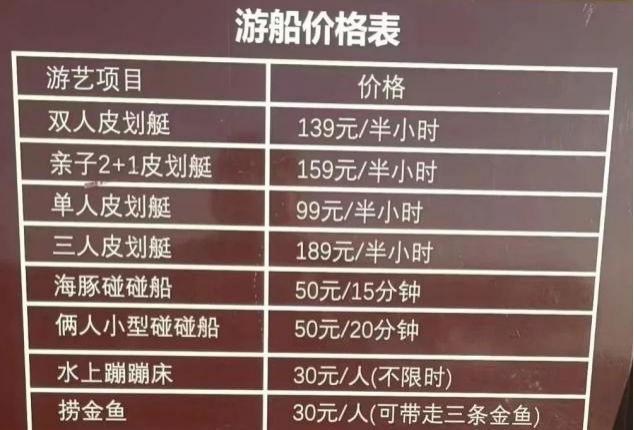 游船价格表
游艺项目 价格
双人皮划艇 139元/半小时
亲子2+1皮划艇 159元/半小时
单人皮划艇 99元/半小时
三人皮划艇 189元/半小时
海豚碰碰船 50元/15分钟
俩人小型碰碰船 50元/20分钟
水上蹦蹦床 30元/人(不限时)
捞金鱼 30元/人(可带走三条金鱼)